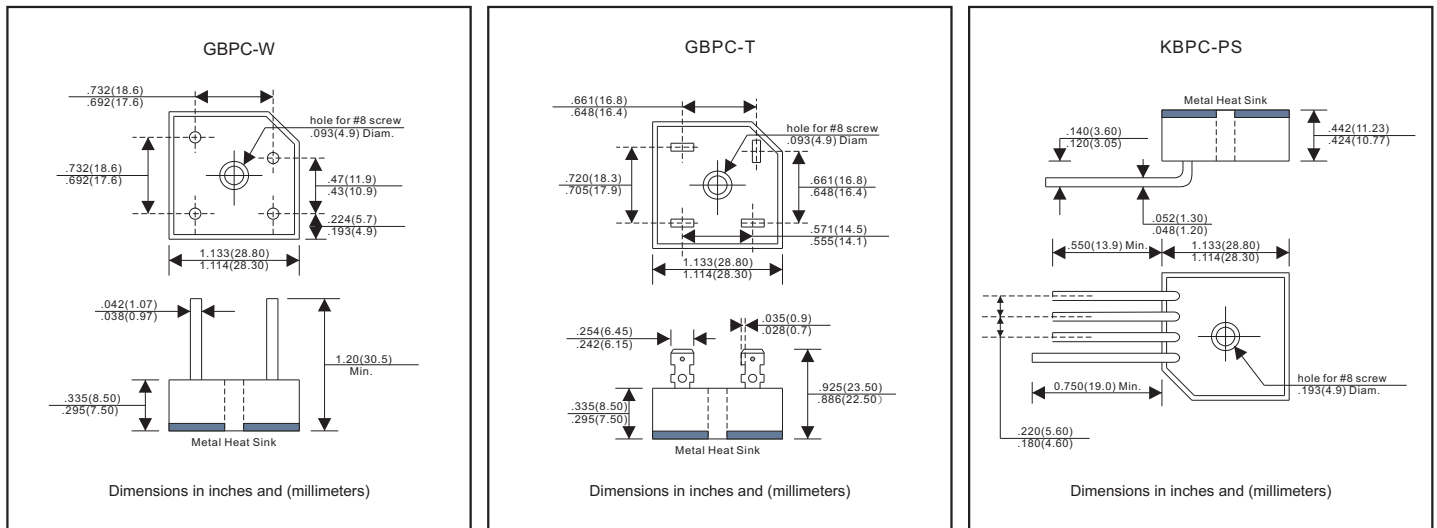 GBPC-W
.732(18.6)
.692(17.6)
hole for #8 screw
.093(4.9) Diam.
.732(18.6)
.692(17.6)
.47(11.9)
.43(10.9)
.224(5.7)
.193(4.9)
1.133(28.80)
1.114(28.30)
.042(1.07)
.038(0.97)
1.20(30.5)
Min.
.335(8.50)
.295(7.50)
Metal Heat Sink
Dimensions in inches and (millimeters)
GBPC-T
.661(16.8)
.648(16.4)
hole for #8 screw
.093(4.9) Diam
.720(18.3)
.705(17.9)
.661(16.8)
.648(16.4)
.571(14.5)
.555(14.1)
1.133(28.80)
1.114(28.30)
.254(6.45)
.242(6.15)
.035(0.9)
.028(0.7)
.925(23.50)
.886(22.50)
.335(8.50)
.295(7.50)
Metal Heat Sink
Dimensions in inches and (millimeters)
KBPC-PS
Metal Heat Sink
.140(3.60)
.120(3.05)
.442(11.23)
.424(10.77)
.052(1.30)
.048(1.20)
.550(13.9) Min.
1.133(28.80)
1.114(28.30)
hole for #8 screw
.193(4.9) Diam.
0.750(19.0) Min.
.220(5.60)
.180(4.60)
Dimensions in inches and (millimeters)